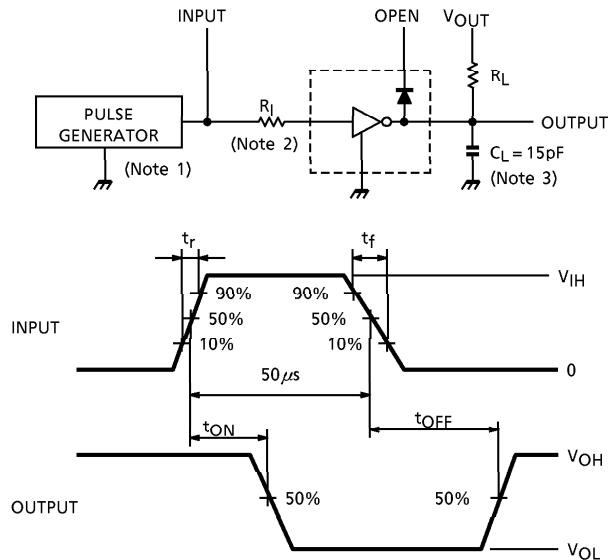 INPUT OPEN VOUT
RL
PULSE GENERATOR RI OUTPUT
(Note 1) (Note 2) CL = 15pF
(Note 3)
tr tf
VIH
90% 90%
INPUT 50% 50%
10% 10%
0
50μs
tON tOFF
VOH
OUTPUT 50% 50%
VOL